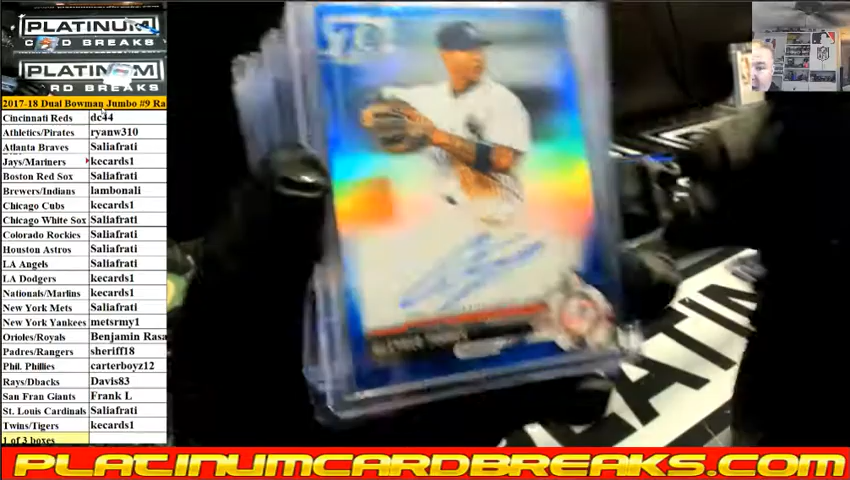 PLATINUM
CARD BREAKS
PLATINUM
CARD BREAKS
2017-18 Dual Bowman Jumbo #9 Ra
Cincinnati Reds dc44
Athletics/Pirates ryanw310
Atlanta Braves Saliafrati
Jays/Mariners kecards1
Boston Red Sox Saliafrati
Brewers/Indians lambonali
Chicago Cubs kecards1
Chicago White Sox Saliafrati
Colorado Rockies Saliafrati
Houston Astros Saliafrati
LA Angels Saliafrati
LA Dodgers kecards1
Nationals/Marlins kecards1
New York Mets Saliafrati
New York Yankees metsrmy1
Orioles/Royals Benjamin Rasa
Padres/Rangers sheriff18
Phil. Phillies carterboyz12
Rays/Dbacks Davis83
San Fran Giants Frank L
St. Louis Cardinals Saliafrati
Twins/Tigers kecards1
1 of 3 boxes
PLATINUM
PLATINUMCARDBREAKS.COM